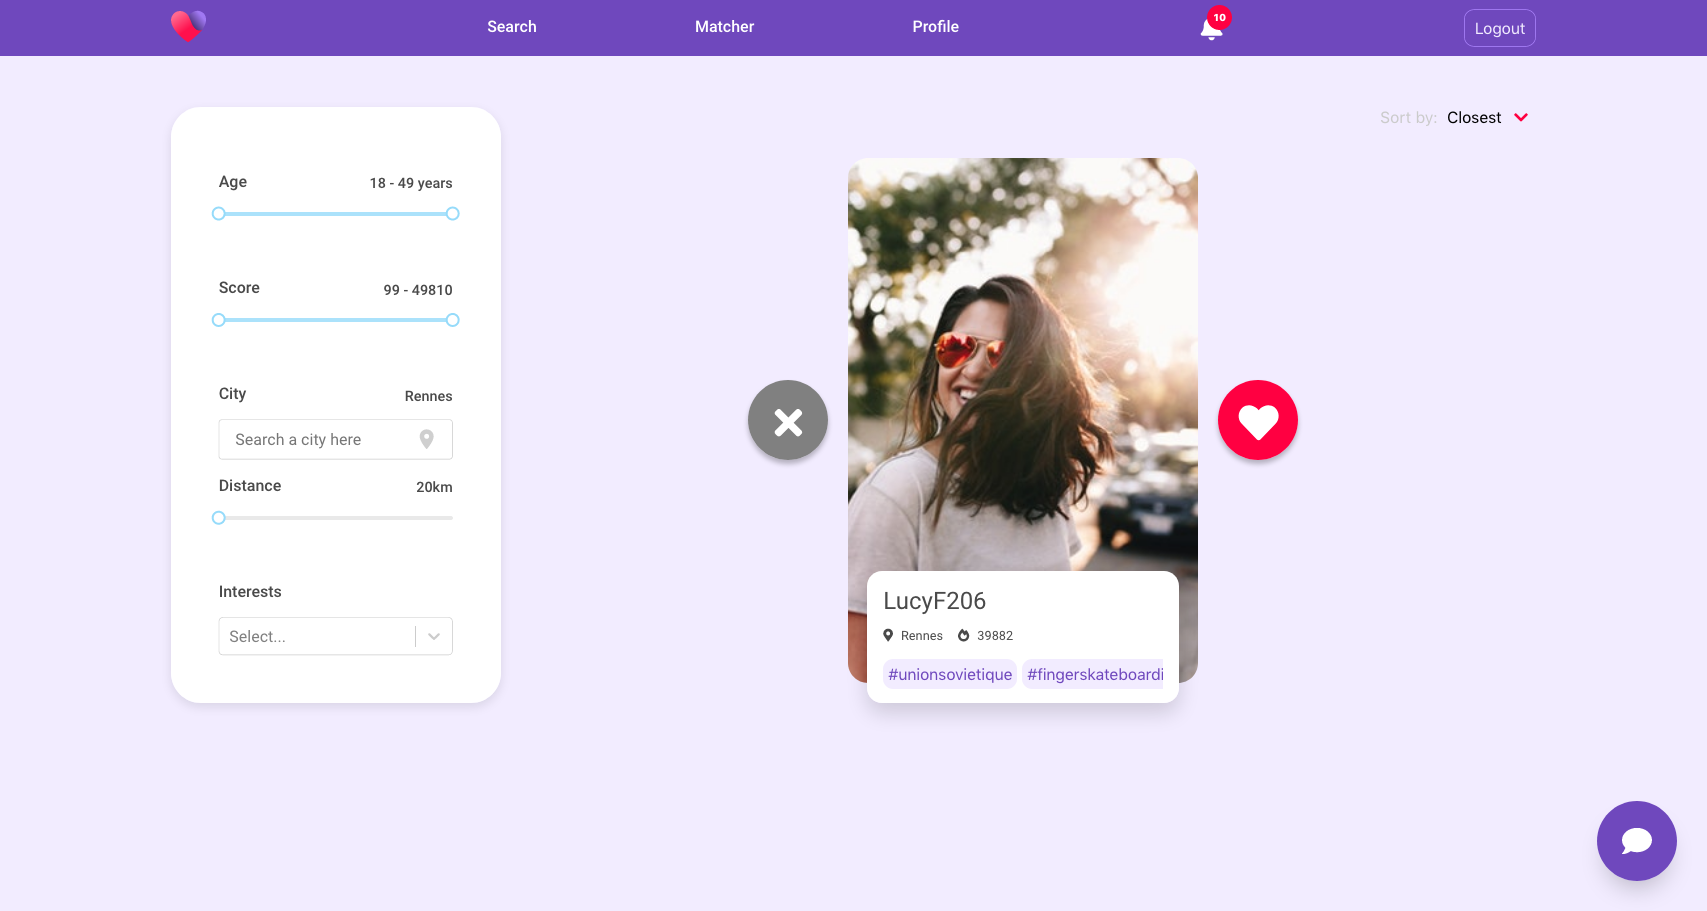 Search
Matcher
Profile
10
Logout
Sort by: Closest
Age
18 - 49 years
Score
99 - 49810
City
Rennes
Search a city here
Distance
20km
Interests
Select...
LucyF206
Rennes 39882
#unionsovietique #fingerskateboardi